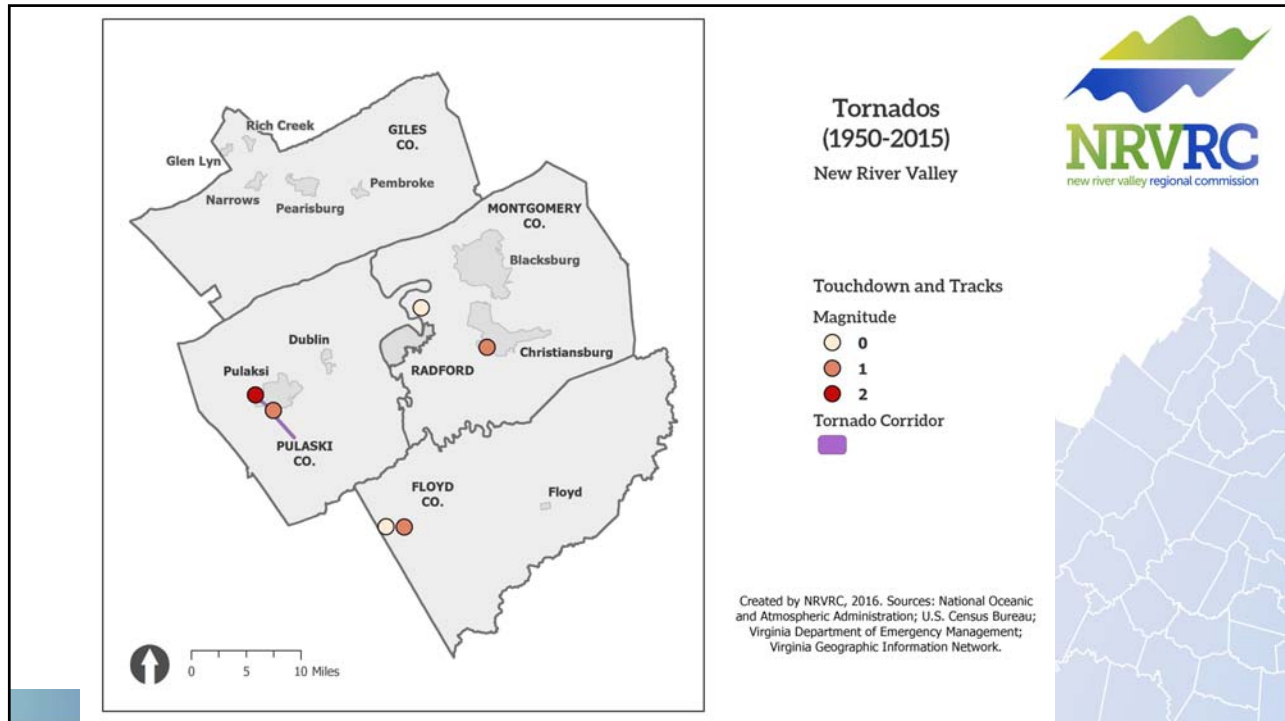 Rich Creek
GILES
CO.
Glen Lyn
Pembroke
Narrows
Pearisburg
MONTGOMERY
CO.
Blacksburg
Dublin
Christiansburg
Pulaksi
RADFORD
PULASKI
CO.
FLOYD
CO.
Floyd
0 5 10 Miles
Tornados
(1950-2015)
New River Valley
Touchdown and Tracks
Magnitude
0
1
2
Tornado Corridor
Created by NRVRC, 2016. Sources: National Oceanic
and Atmospheric Administration; U.S. Census Bureau;
Virginia Department of Emergency Management;
Virginia Geographic Information Network.
NRVRC
new river valley regional commission